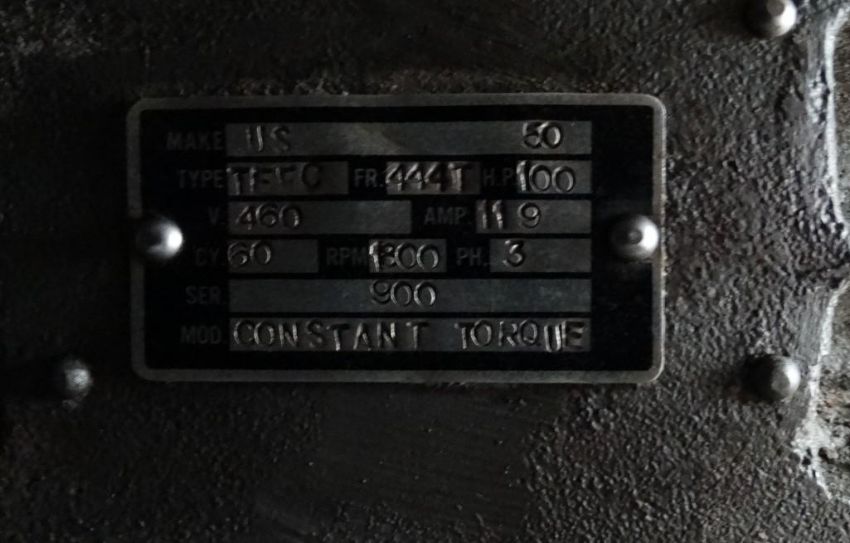 MAKE US 50
TYPE TEFC FR. 444T H.P. 100
V. 460 AMP. 119
CY. 60 RPM 1800 PH. 3
SER. 900
MOD. CONSTANT TORQUE